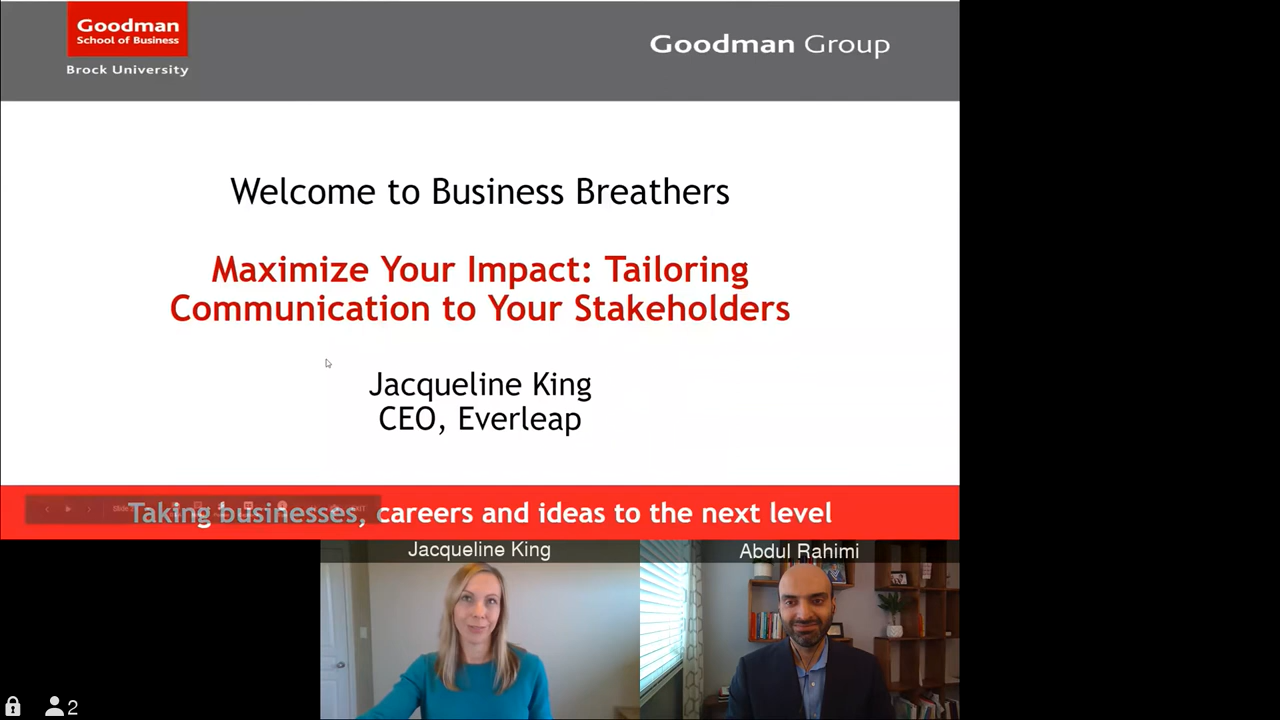 Goodman
School of Business
Brock University
Goodman Group
Welcome to Business Breathers
Maximize Your Impact: Tailoring
Communication to Your Stakeholders
Jacqueline King
CEO, Everleap
Taking businesses, careers and ideas to the next level
Jacqueline King
Abdul Rahimi
2